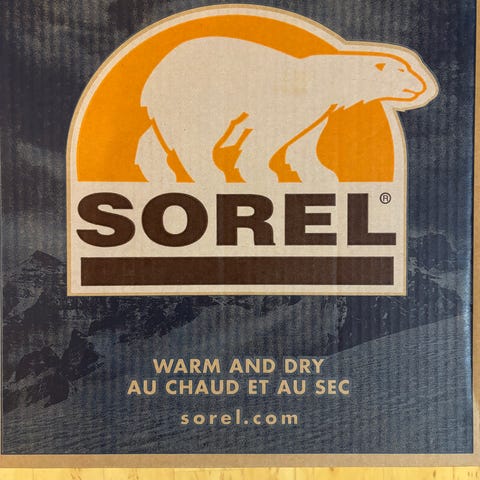 SOREL®
WARM AND DRY
AU CHAUD ET AU SEC
sorel.com